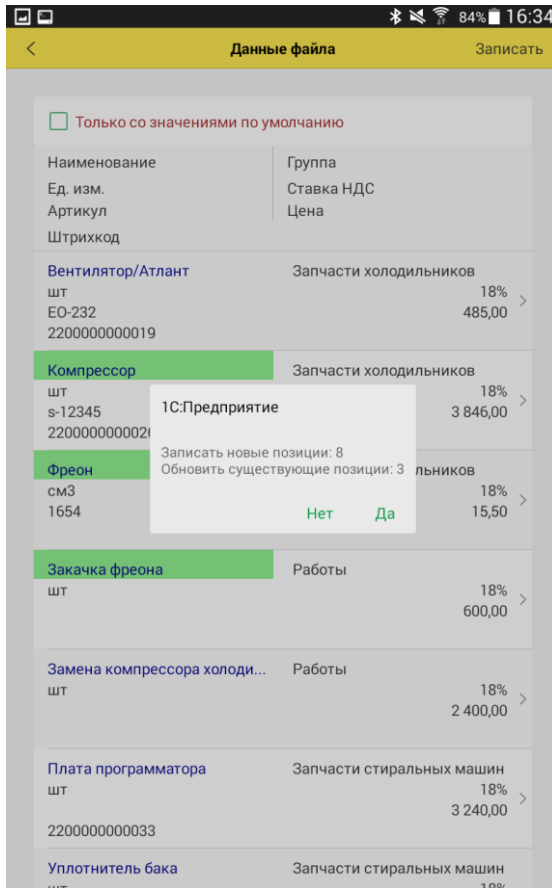 84% 16:34
Данные файла Записать
Только со значениями по умолчанию
Наименование Группа
Ед. изм. Ставка НДС
Артикул Цена
Штрихкод
Вентилятор/Атлант Запчасти холодильников
шт 18%
ЕО-232 485,00
2200000000019
Компрессор Запчасти холодильников
шт 18%
s-12345 3 846,00
220000000002
1С:Предприятие
Записать новые позиции: 8
Обновить существующие позиции: 3
Нет Да
Фреон льников
см3 18%
1654 15,50
Закачка фреона Работы
шт 18%
600,00
Замена компрессора холоди... Работы
шт 18%
2 400,00
Плата программатора Запчасти стиральных машин
шт 18%
3 240,00
2200000000033
Уплотнитель бака Запчасти стиральных машин
шт 18%